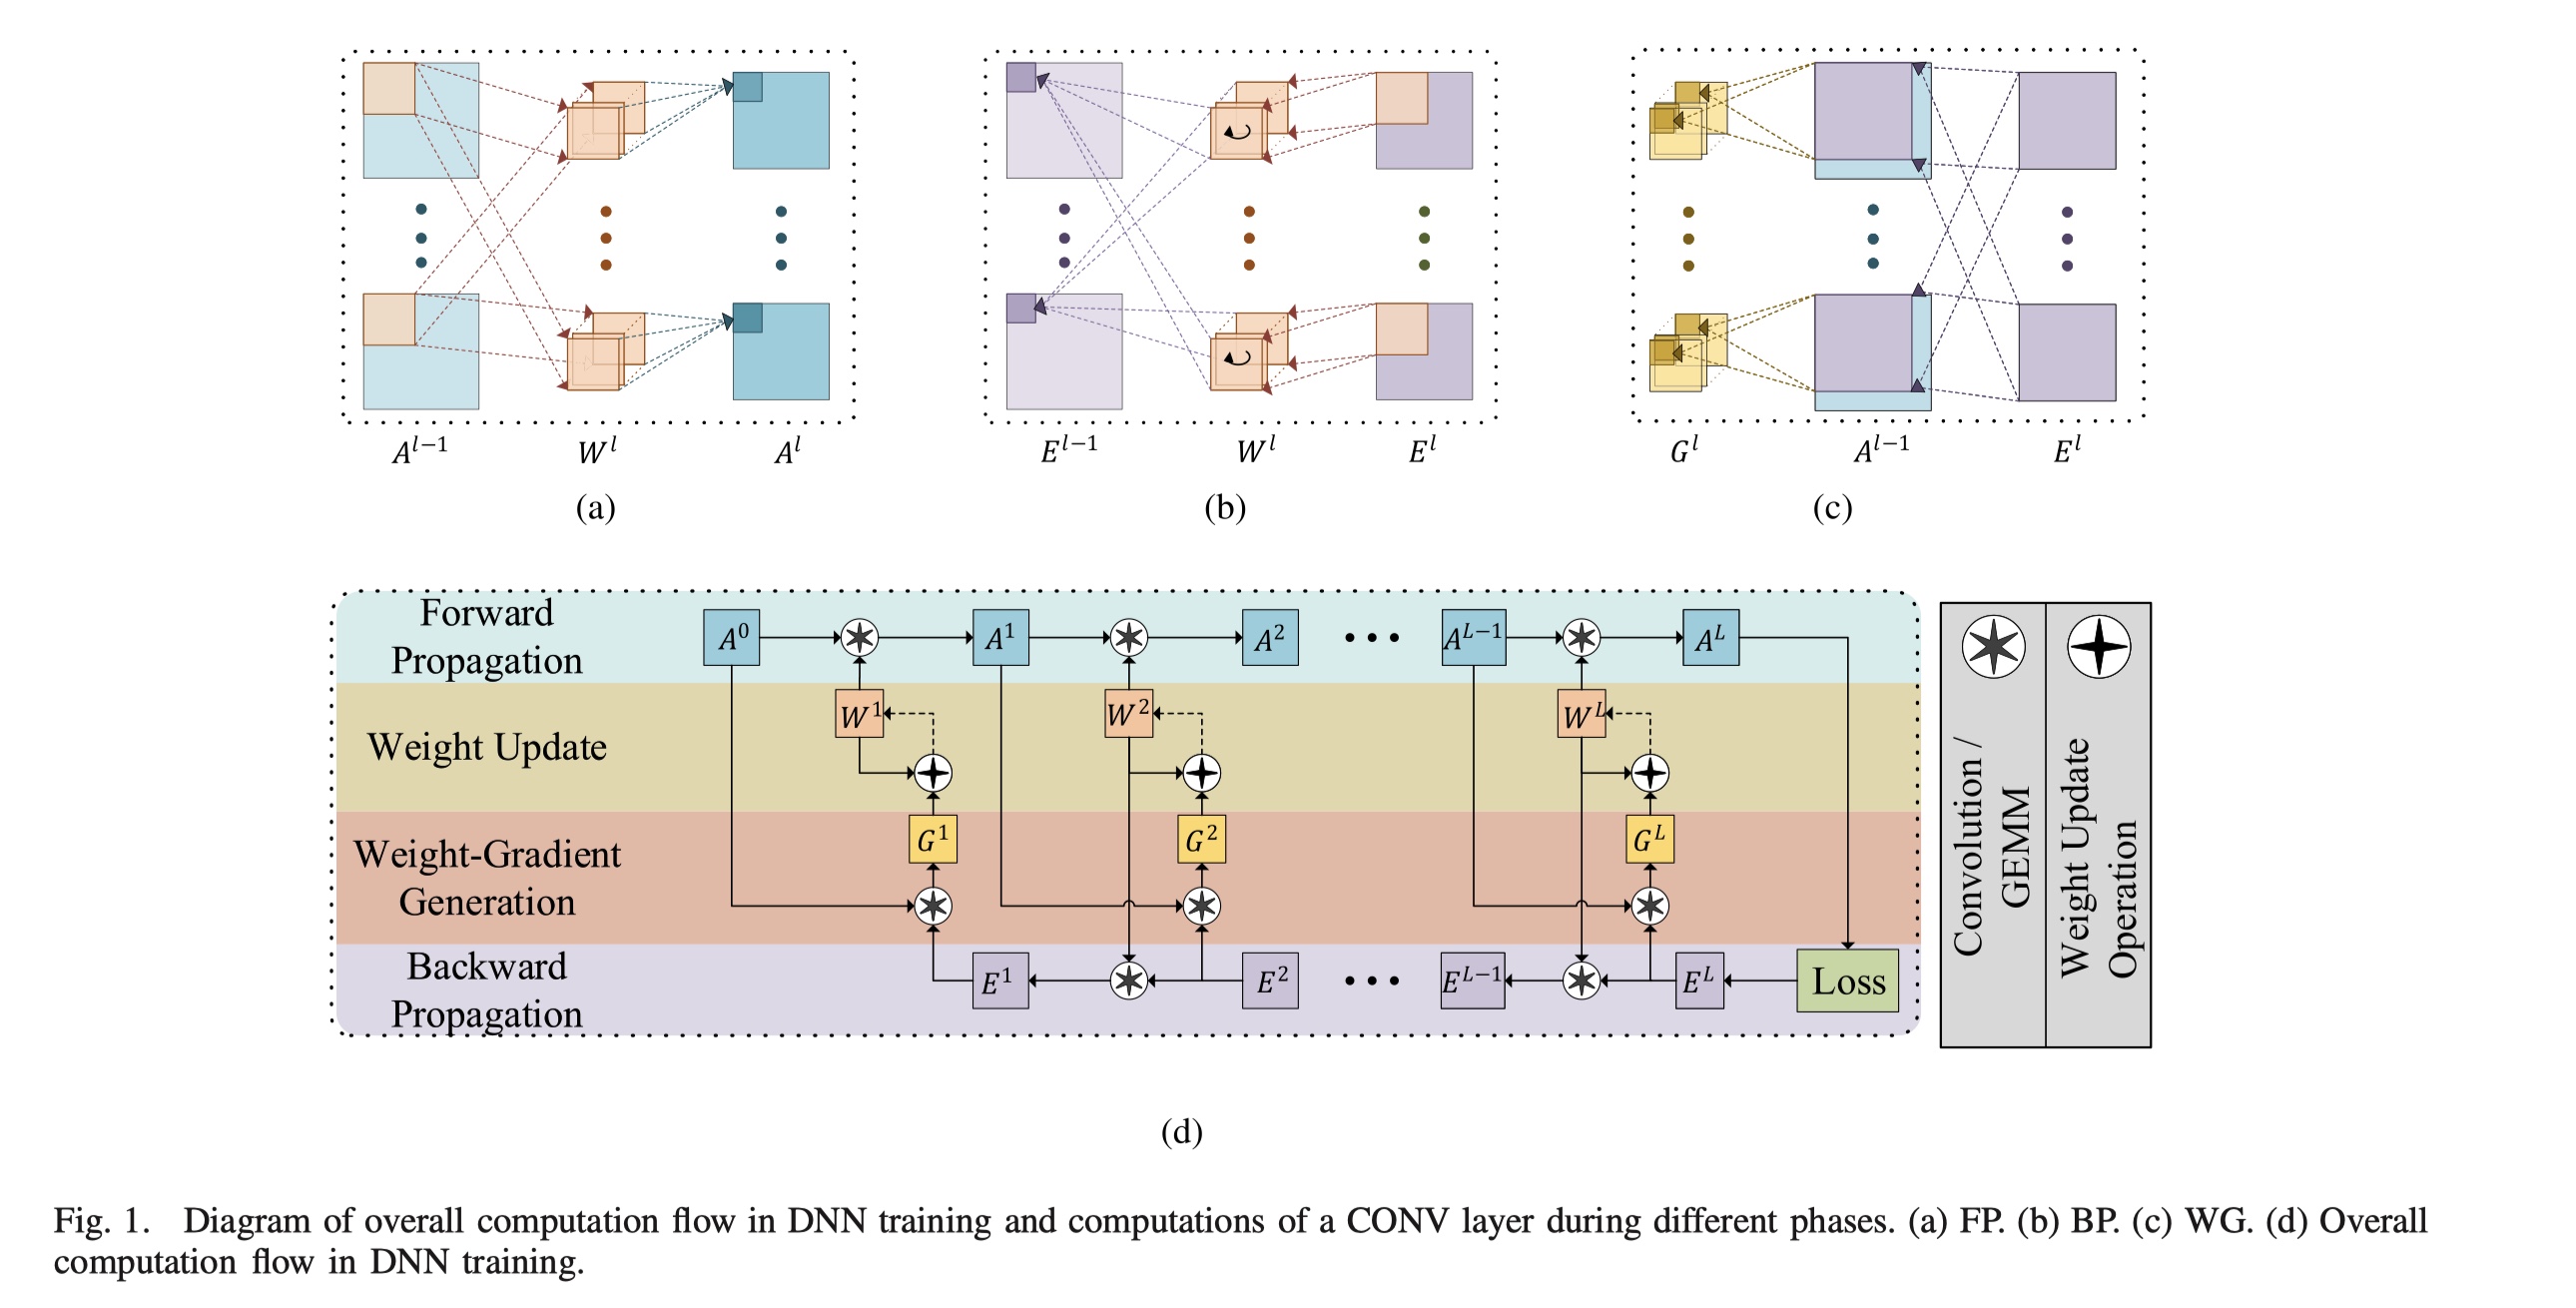 A^{l−1} W^l A^l
(a)
E^{l−1} W^l E^l
(b)
G^l A^{l−1} E^l
(c)
Forward
Propagation
A^0 A^1 A^2 A^{L−1} A^L
Weight Update
W^1 W^2 W^L
Weight-Gradient
Generation
G^1 G^2 G^L
Backward
Propagation
E^1 E^2 E^{L−1} E^L Loss
Convolution /
GEMM
Weight Update
Operation
(d)
Fig. 1. Diagram of overall computation flow in DNN training and computations of a CONV layer during different phases. (a) FP. (b) BP. (c) WG. (d) Overall
computation flow in DNN training.